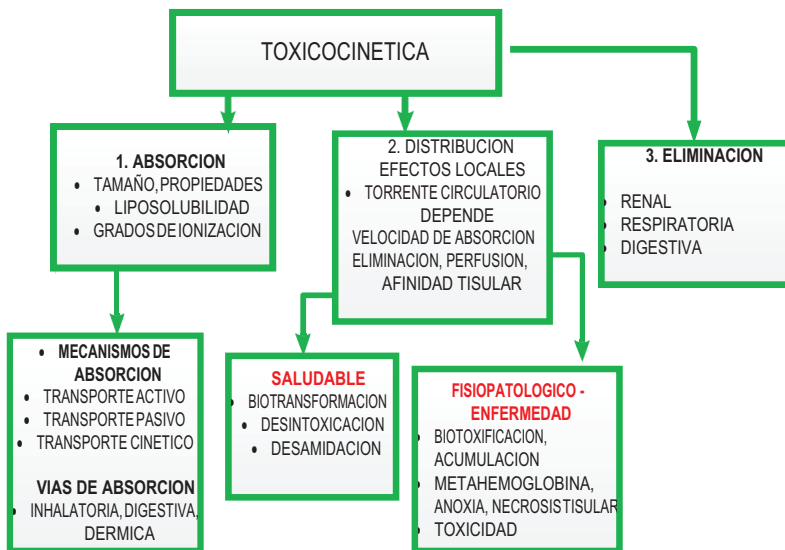 TOXICOCINETICA
1. ABSORCION
• TAMAÑO, PROPIEDADES
• LIPOSOLUBILIDAD
• GRADOS DE IONIZACION
2. DISTRIBUCION
EFECTOS LOCALES
• TORRENTE CIRCULATORIO
DEPENDE
VELOCIDAD DE ABSORCION
ELIMINACION, PERFUSION,
AFINIDAD TISULAR
3. ELIMINACION
• RENAL
• RESPIRATORIA
• DIGESTIVA
• MECANISMOS DE
ABSORCION
• TRANSPORTE ACTIVO
• TRANSPORTE PASIVO
• TRANSPORTE CINETICO
VIAS DE ABSORCION
• INHALATORIA, DIGESTIVA,
DERMICA
SALUDABLE
• BIOTRANSFORMACION
• DESINTOXICACION
• DESAMIDACION
FISIOPATOLOGICO -
ENFERMEDAD
• BIOTOXIFICACION,
ACUMULACION
• METAHEMOGLOBINA,
ANOXIA, NECROSIS TISULAR
• TOXICIDAD